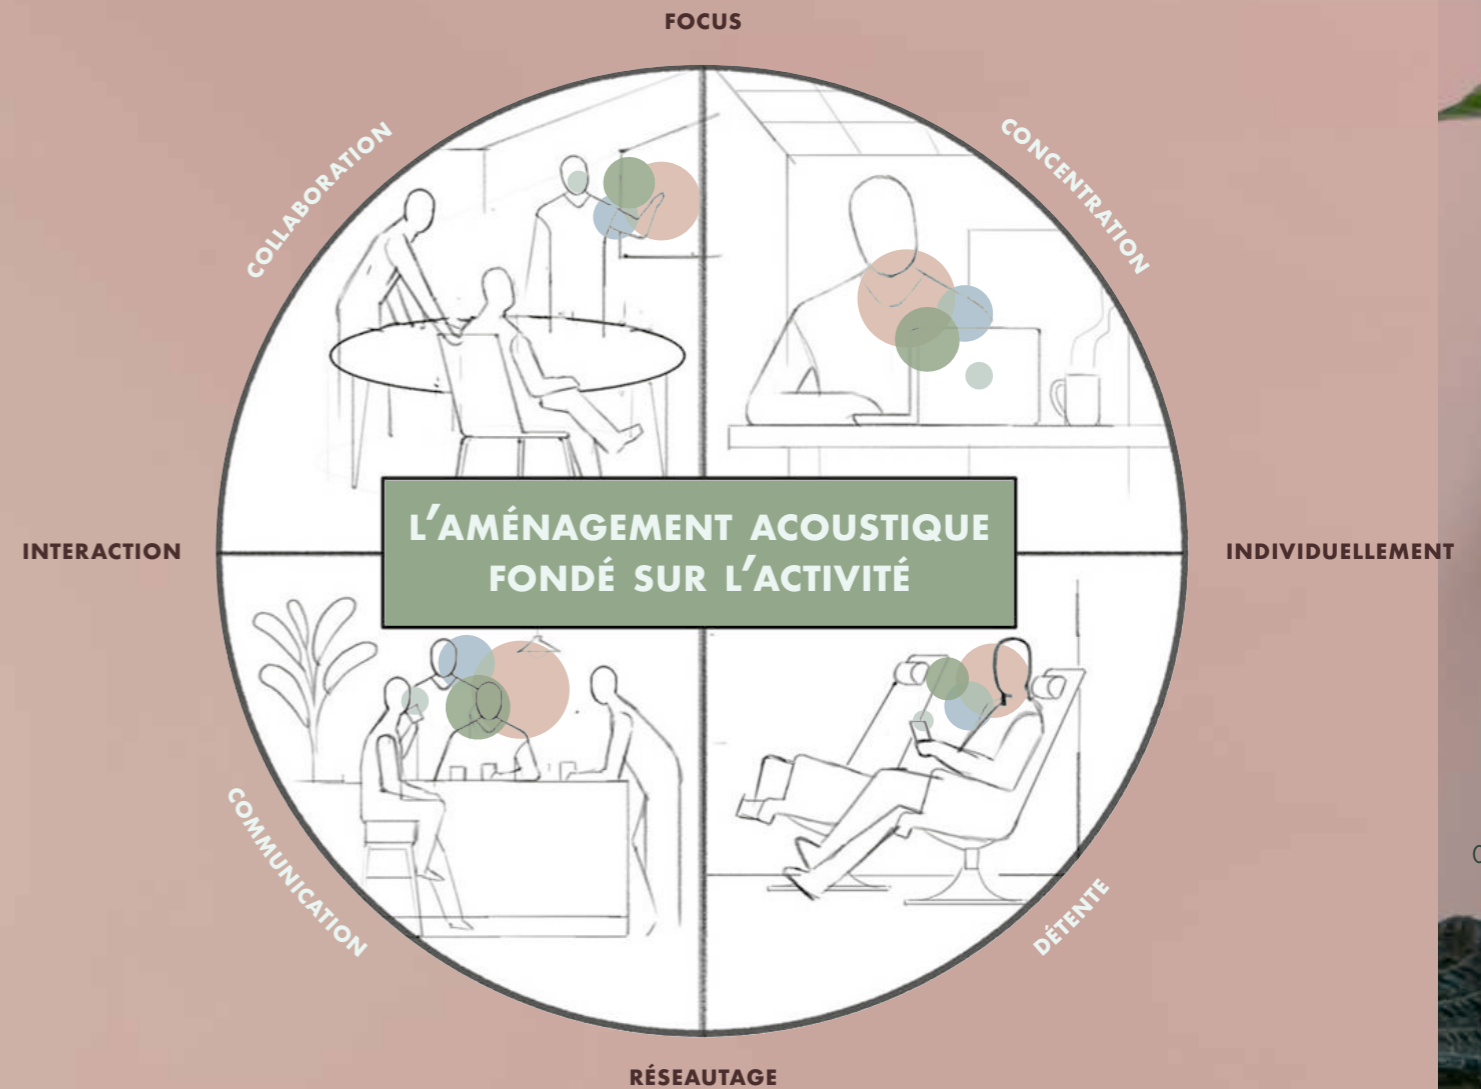 FOCUS
COLLABORATION
CONCENTRATION
L'AMÉNAGEMENT ACOUSTIQUE
FONDÉ SUR L'ACTIVITÉ
INTERACTION
INDIVIDUELLEMENT
COMMUNICATION
DÉTENTE
RÉSEAUTAGE